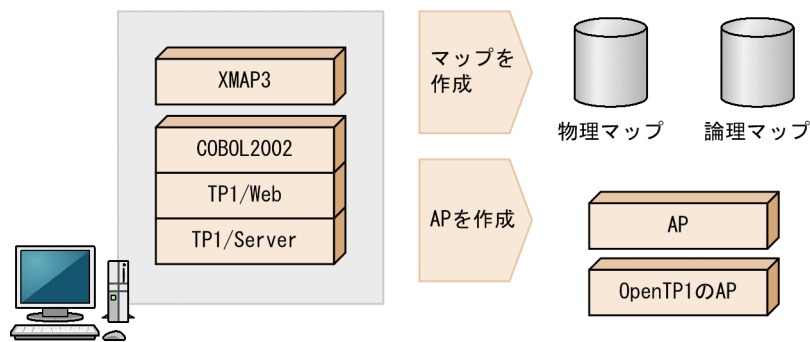 XMAP3
COBOL2002
TP1/Web
TP1/Server
マップを
作成
物理マップ
論理マップ
APを作成
AP
OpenTP1のAP